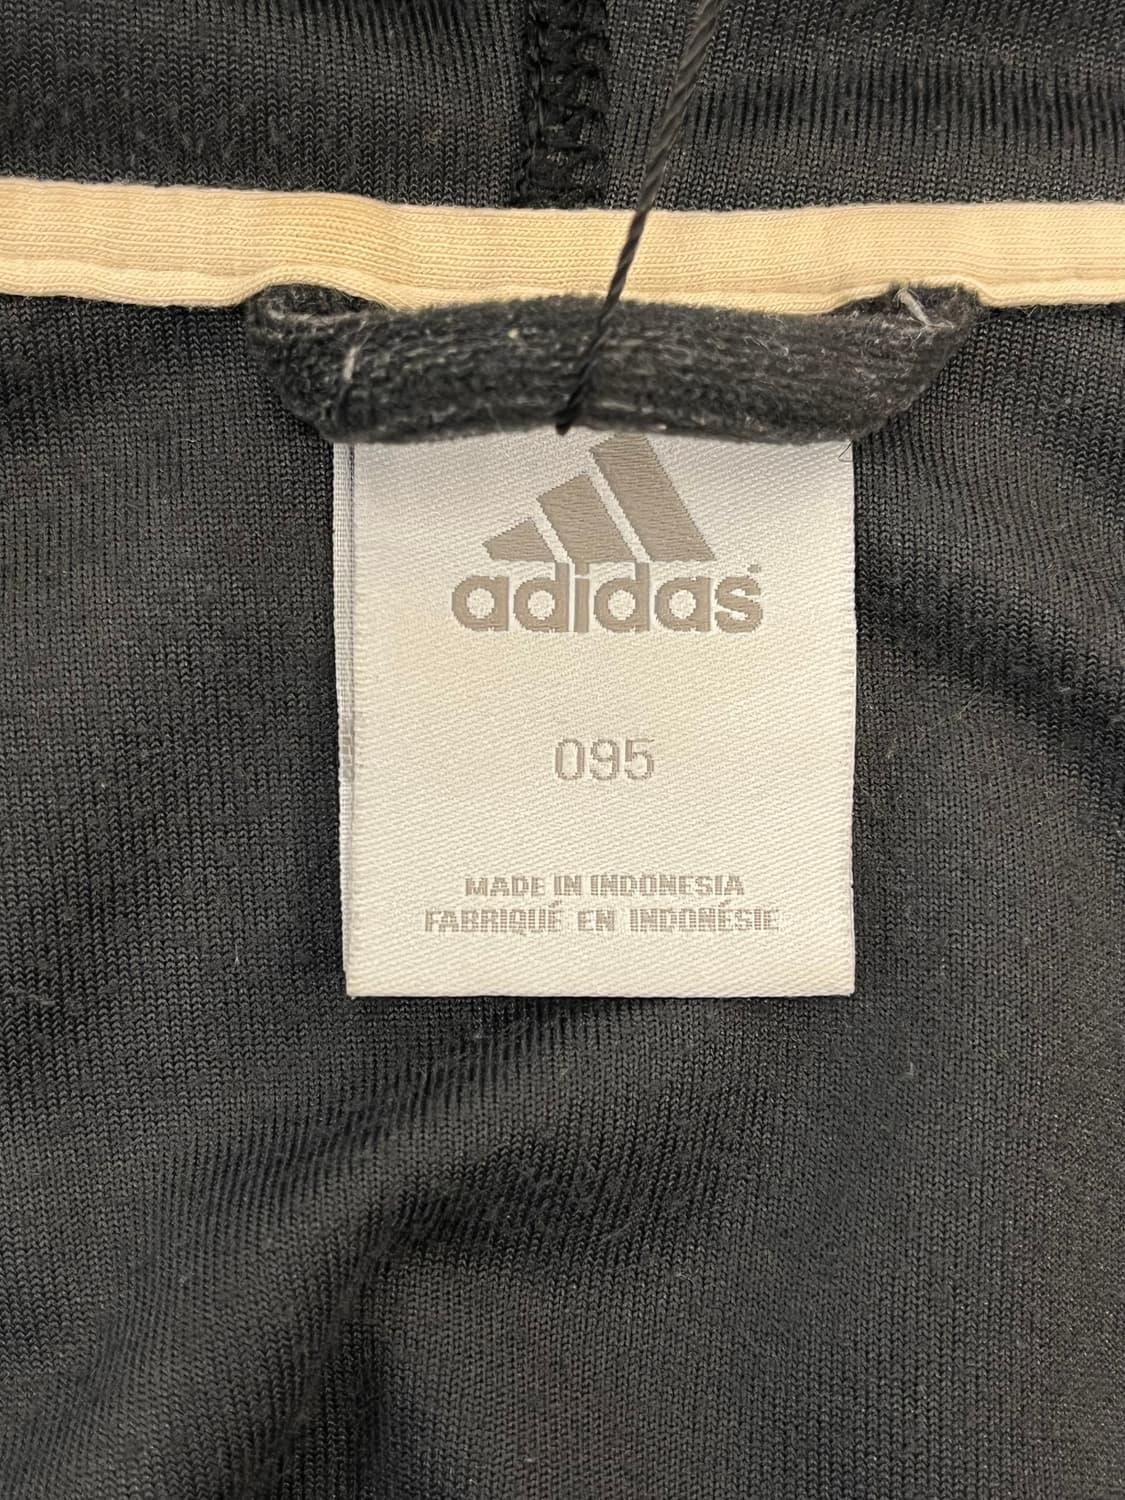 adidas®
095
MADE IN INDONESIA
FABRIQUÉ EN INDONÉSIE